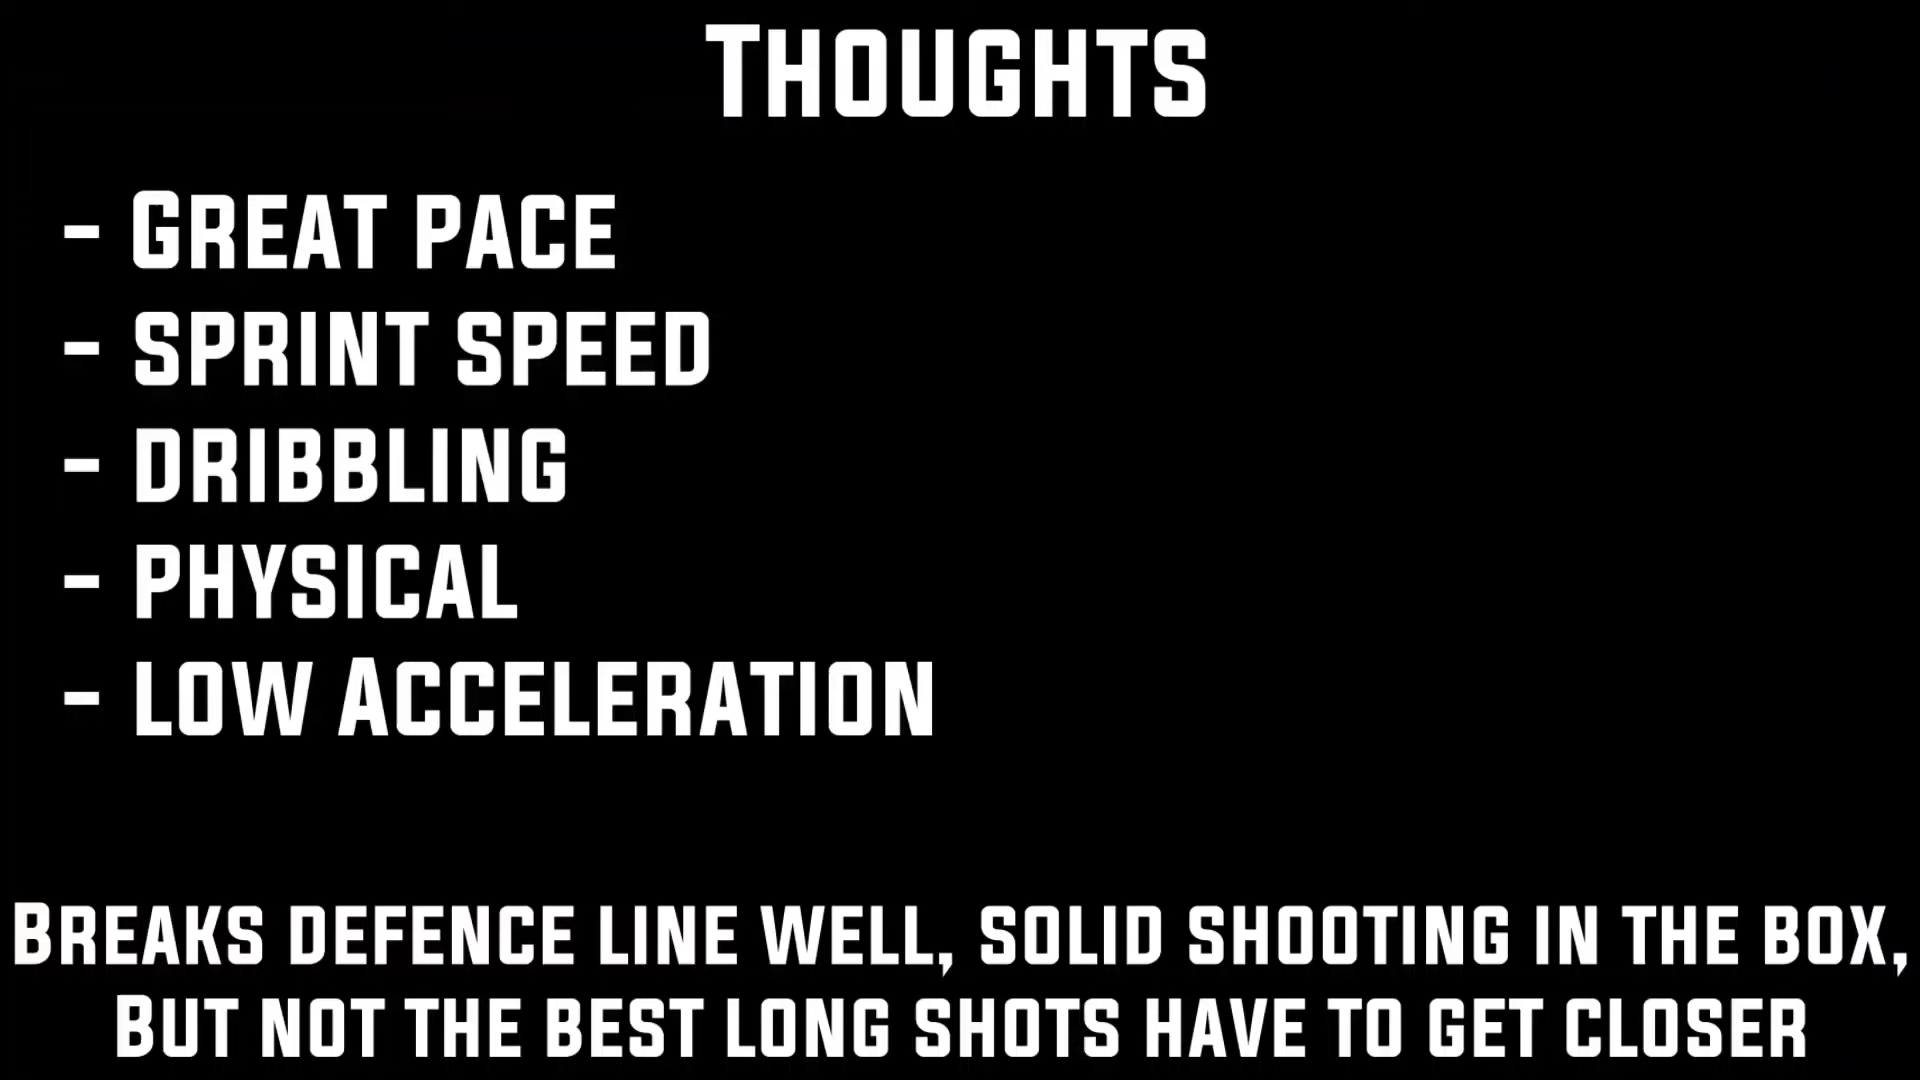 Thoughts
- Great pace
- sprint speed
- dribbling
- physical
- low Acceleration
Breaks defence line well, solid shooting in the box,
But not the best long shots have to get closer